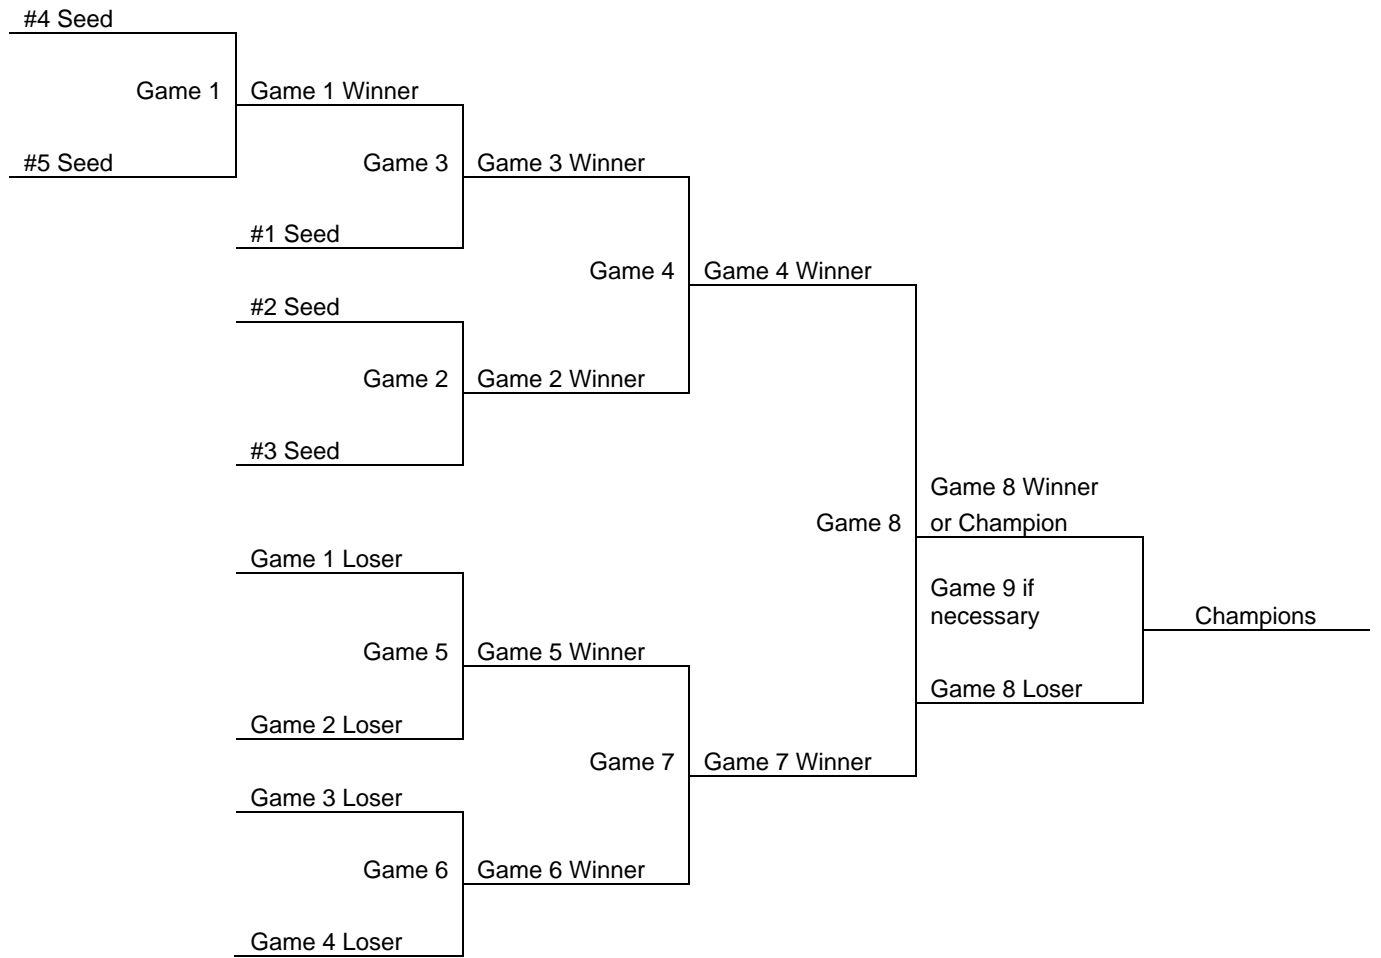 #4 Seed
Game 1
Game 1 Winner
#5 Seed
Game 3
Game 3 Winner
#1 Seed
Game 4
Game 4 Winner
#2 Seed
Game 2
Game 2 Winner
#3 Seed
Game 8 Winner
Game 8
or Champion
Game 1 Loser
Game 9 if
necessary
Champions
Game 5
Game 5 Winner
Game 8 Loser
Game 2 Loser
Game 7
Game 7 Winner
Game 3 Loser
Game 6
Game 6 Winner
Game 4 Loser